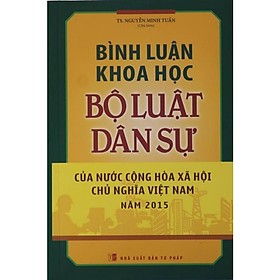 TS. NGUYỄN MINH TUẤN
(Chủ biên)
BÌNH LUẬN
KHOA HỌC
BỘ LUẬT
DÂN SỰ
CỦA NƯỚC CỘNG HÒA XÃ HỘI
CHỦ NGHĨA VIỆT NAM
NĂM 2015
NHÀ XUẤT BẢN TƯ PHÁP